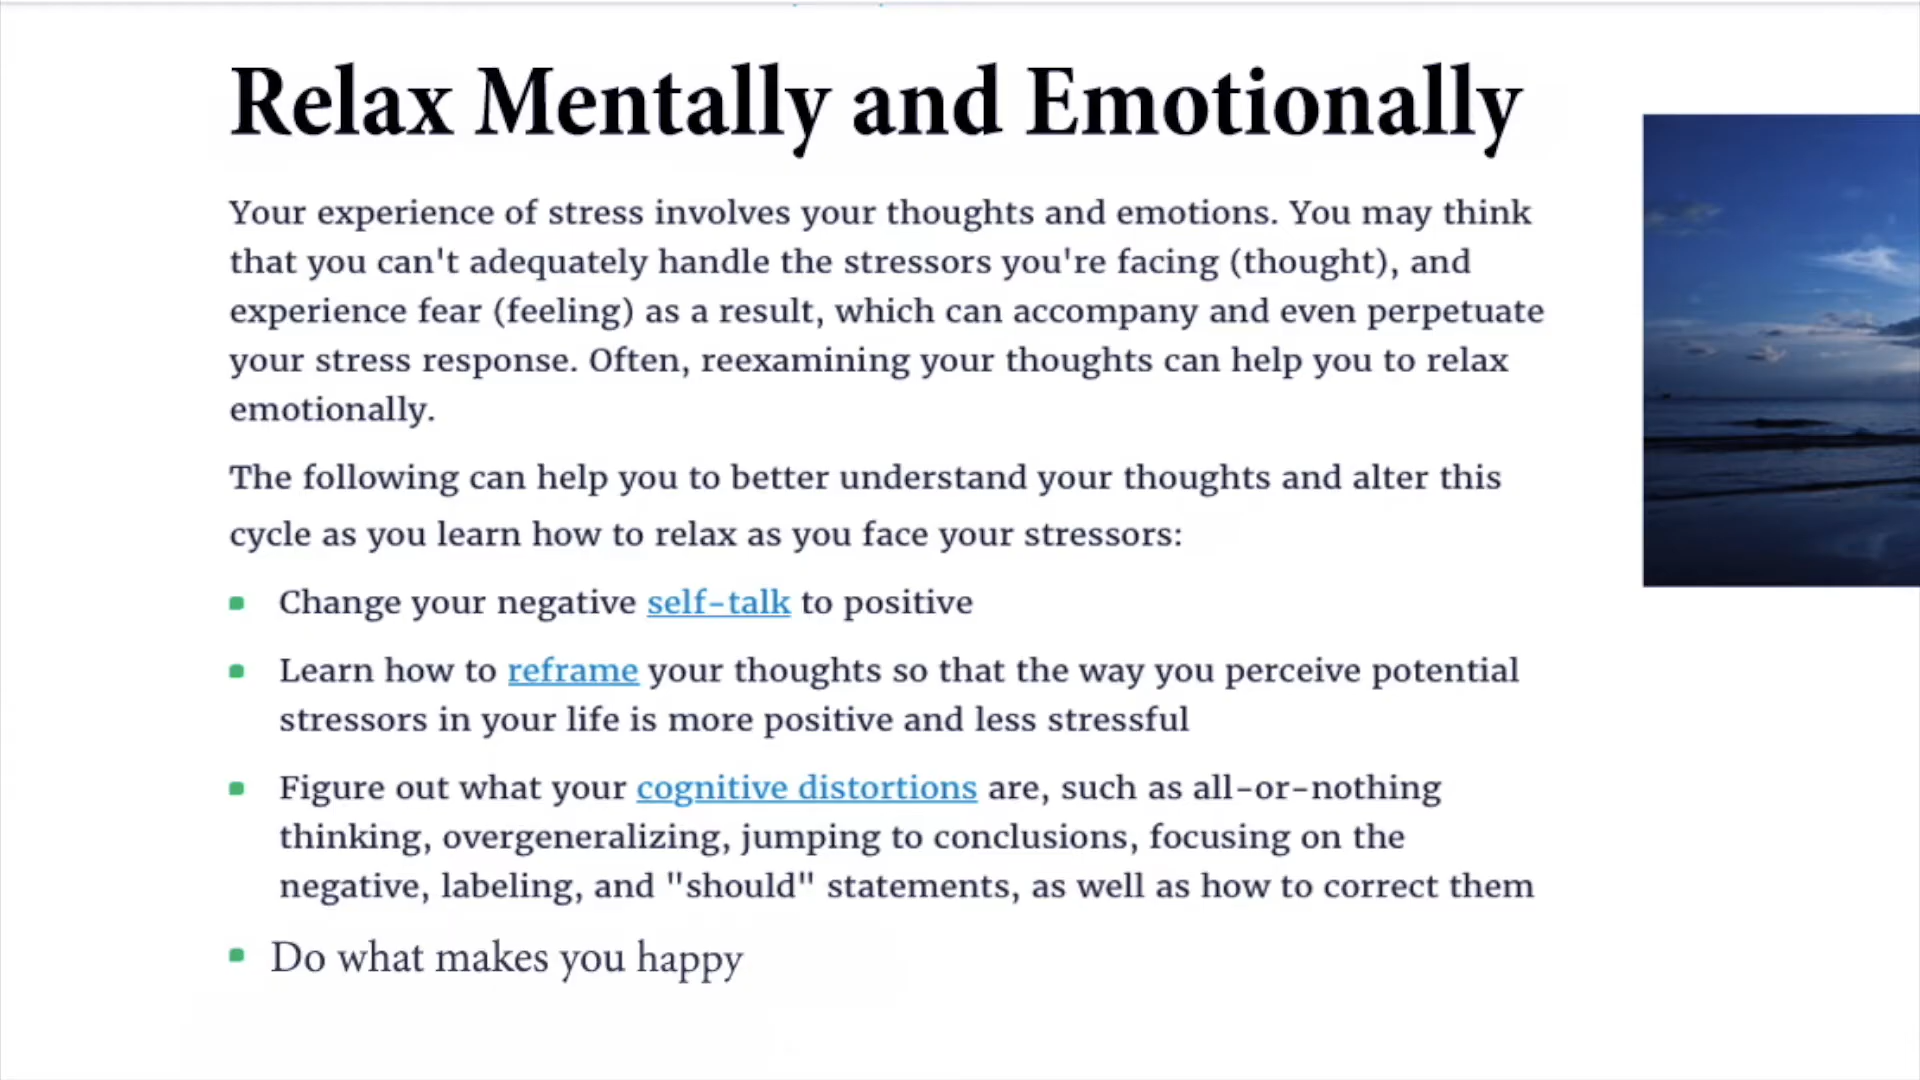 Relax Mentally and Emotionally
Your experience of stress involves your thoughts and emotions. You may think
that you can't adequately handle the stressors you're facing (thought), and
experience fear (feeling) as a result, which can accompany and even perpetuate
your stress response. Often, reexamining your thoughts can help you to relax
emotionally.
The following can help you to better understand your thoughts and alter this
cycle as you learn how to relax as you face your stressors:
Change your negative self-talk to positive
Learn how to reframe your thoughts so that the way you perceive potential
stressors in your life is more positive and less stressful
Figure out what your cognitive distortions are, such as all-or-nothing
thinking, overgeneralizing, jumping to conclusions, focusing on the
negative, labeling, and "should" statements, as well as how to correct them
Do what makes you happy